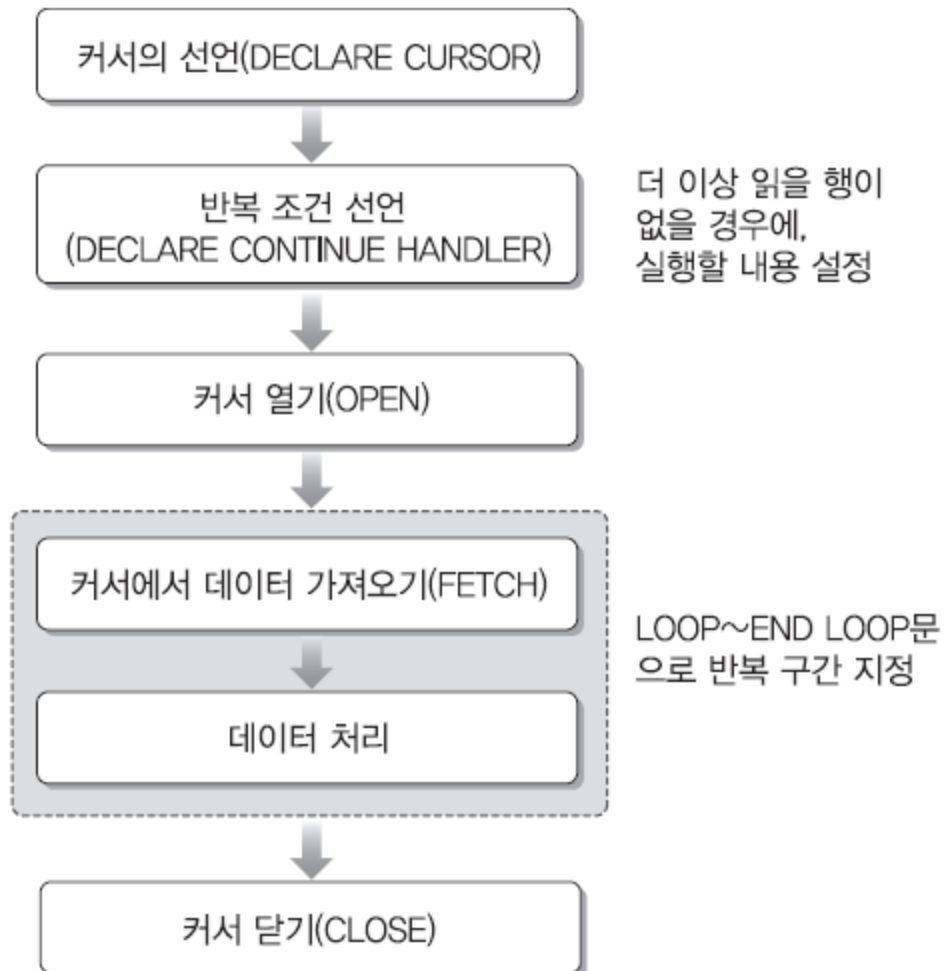 커서의 선언(DECLARE CURSOR)
반복 조건 선언
(DECLARE CONTINUE HANDLER)
더 이상 읽을 행이
없을 경우에,
실행할 내용 설정
커서 열기(OPEN)
커서에서 데이터 가져오기(FETCH)
데이터 처리
LOOP～END LOOP문
으로 반복 구간 지정
커서 닫기(CLOSE)